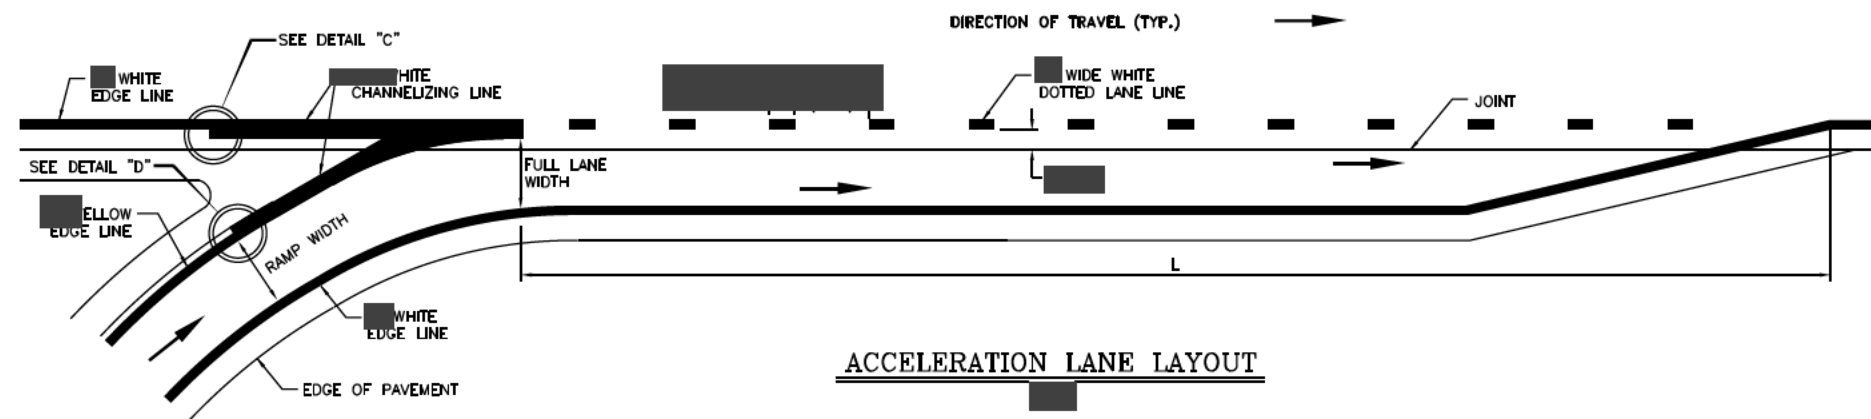 DIRECTION OF TRAVEL (TYP.)
SEE DETAIL "C"
WHITE
EDGE LINE
HITE
CHANNELIZING LINE
WIDE WHITE
DOTTED LANE LINE
JOINT
SEE DETAIL "D"
FULL LANE
WIDTH
ELLOW
EDGE LINE
RAMP WIDTH
L
WHITE
EDGE LINE
EDGE OF PAVEMENT
ACCELERATION LANE LAYOUT